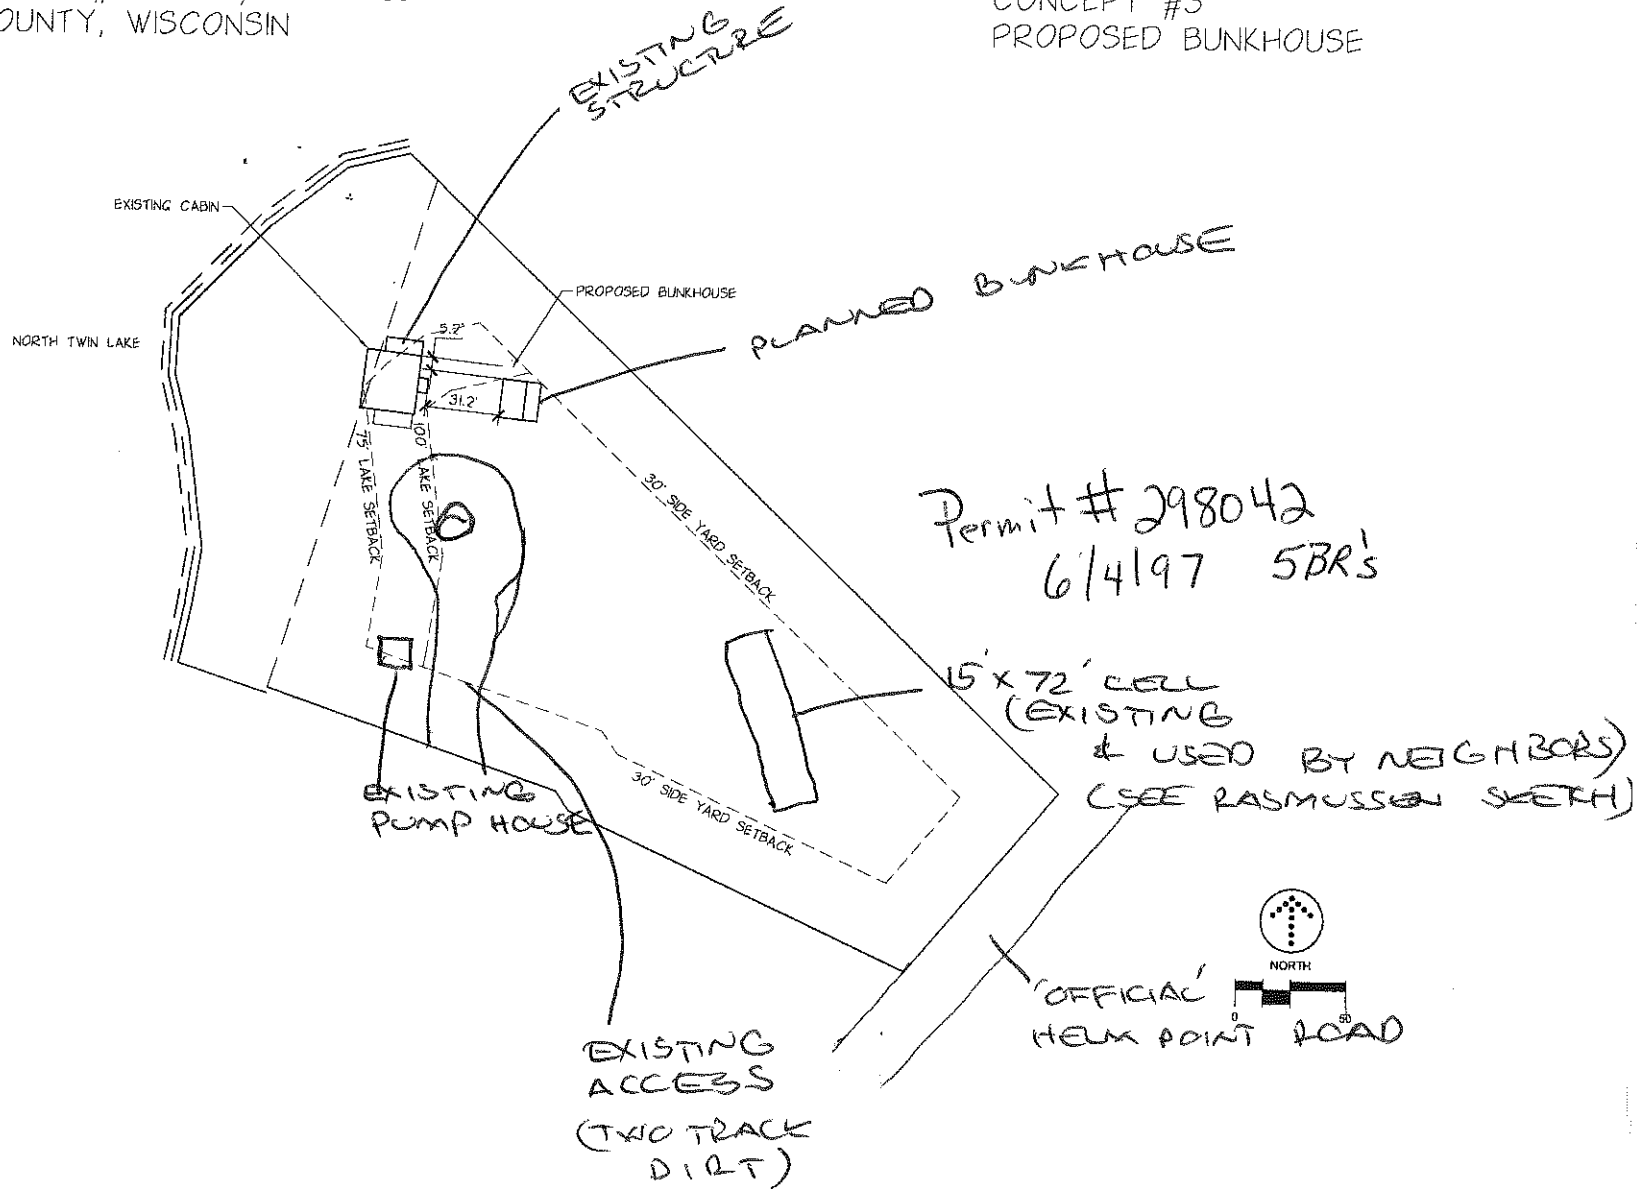 OUNTY, WISCONSIN
CONCEPT #3
PROPOSED BUNKHOUSE
EXISTING
STRUCTURE
EXISTING CABIN
PROPOSED BUNKHOUSE
PLANNED BUNKHOUSE
NORTH TWIN LAKE
5.7'
31.2'
75' LAKE SETBACK
100' LAKE SETBACK
30' SIDE YARD SETBACK
Permit # 298042
6/4/97 5BR's
15' x 72' CELL
(EXISTING
& USED BY NEIGHBORS)
(SEE RASMUSSEN SKETCH)
EXISTING
PUMP HOUSE
30' SIDE YARD SETBACK
NORTH
0 50
'OFFICIAL'
HELM POINT ROAD
EXISTING
ACCESS
(TWO TRACK
DIRT)